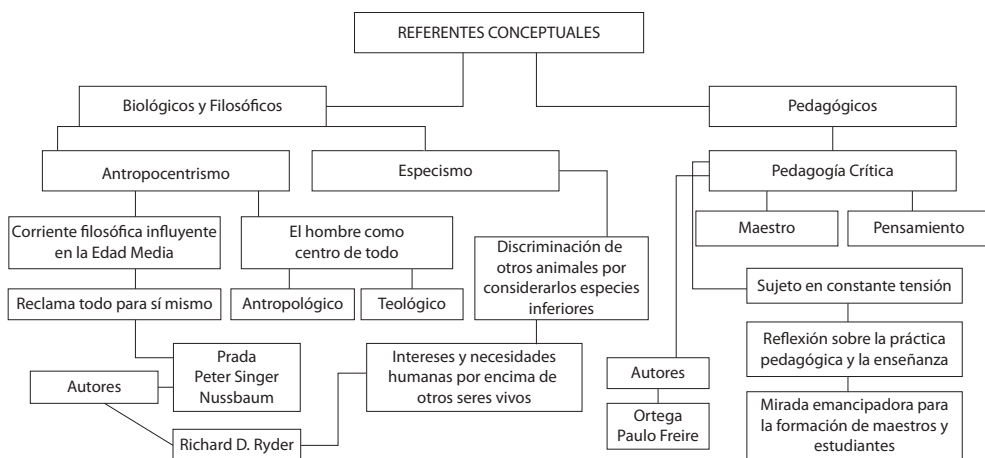 REFERENTES CONCEPTUALES
Biológicos y Filosóficos
Pedagógicos
Antropocentrismo
Especismo
Pedagogía Crítica
Corriente filosófica influyente
en la Edad Media
El hombre como
centro de todo
Discriminación de
otros animales por
considerarlos especies
inferiores
Maestro
Pensamiento
Reclama todo para sí mismo
Antropológico
Teológico
Sujeto en constante tensión
Prada
Peter Singer
Nussbaum
Autores
Intereses y necesidades
humanas por encima de
otros seres vivos
Autores
Reflexión sobre la práctica
pedagógica y la enseñanza
Richard D. Ryder
Ortega
Paulo Freire
Mirada emancipadora para
la formación de maestros y
estudiantes